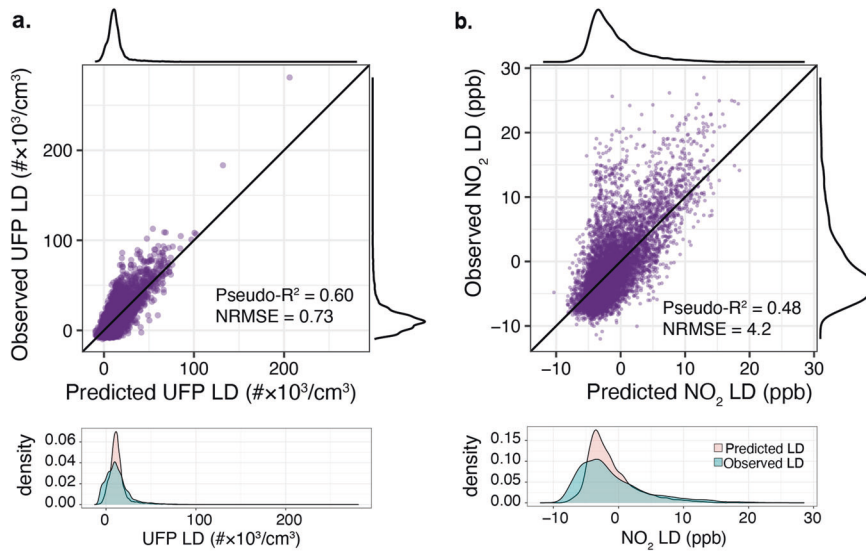 a.
Observed UFP LD (#×10³/cm³)
200
100
0
Pseudo-R² = 0.60
NRMSE = 0.73
0 100 200
Predicted UFP LD (#×10³/cm³)
density
0.06
0.04
0.02
0.00
0 100 200
UFP LD (#×10³/cm³)
b.
Observed NO₂ LD (ppb)
30
20
10
0
−10
Pseudo-R² = 0.48
NRMSE = 4.2
−10 0 10 20 30
Predicted NO₂ LD (ppb)
density
0.15
0.10
0.05
0.00
Predicted LD
Observed LD
−10 0 10 20 30
NO₂ LD (ppb)